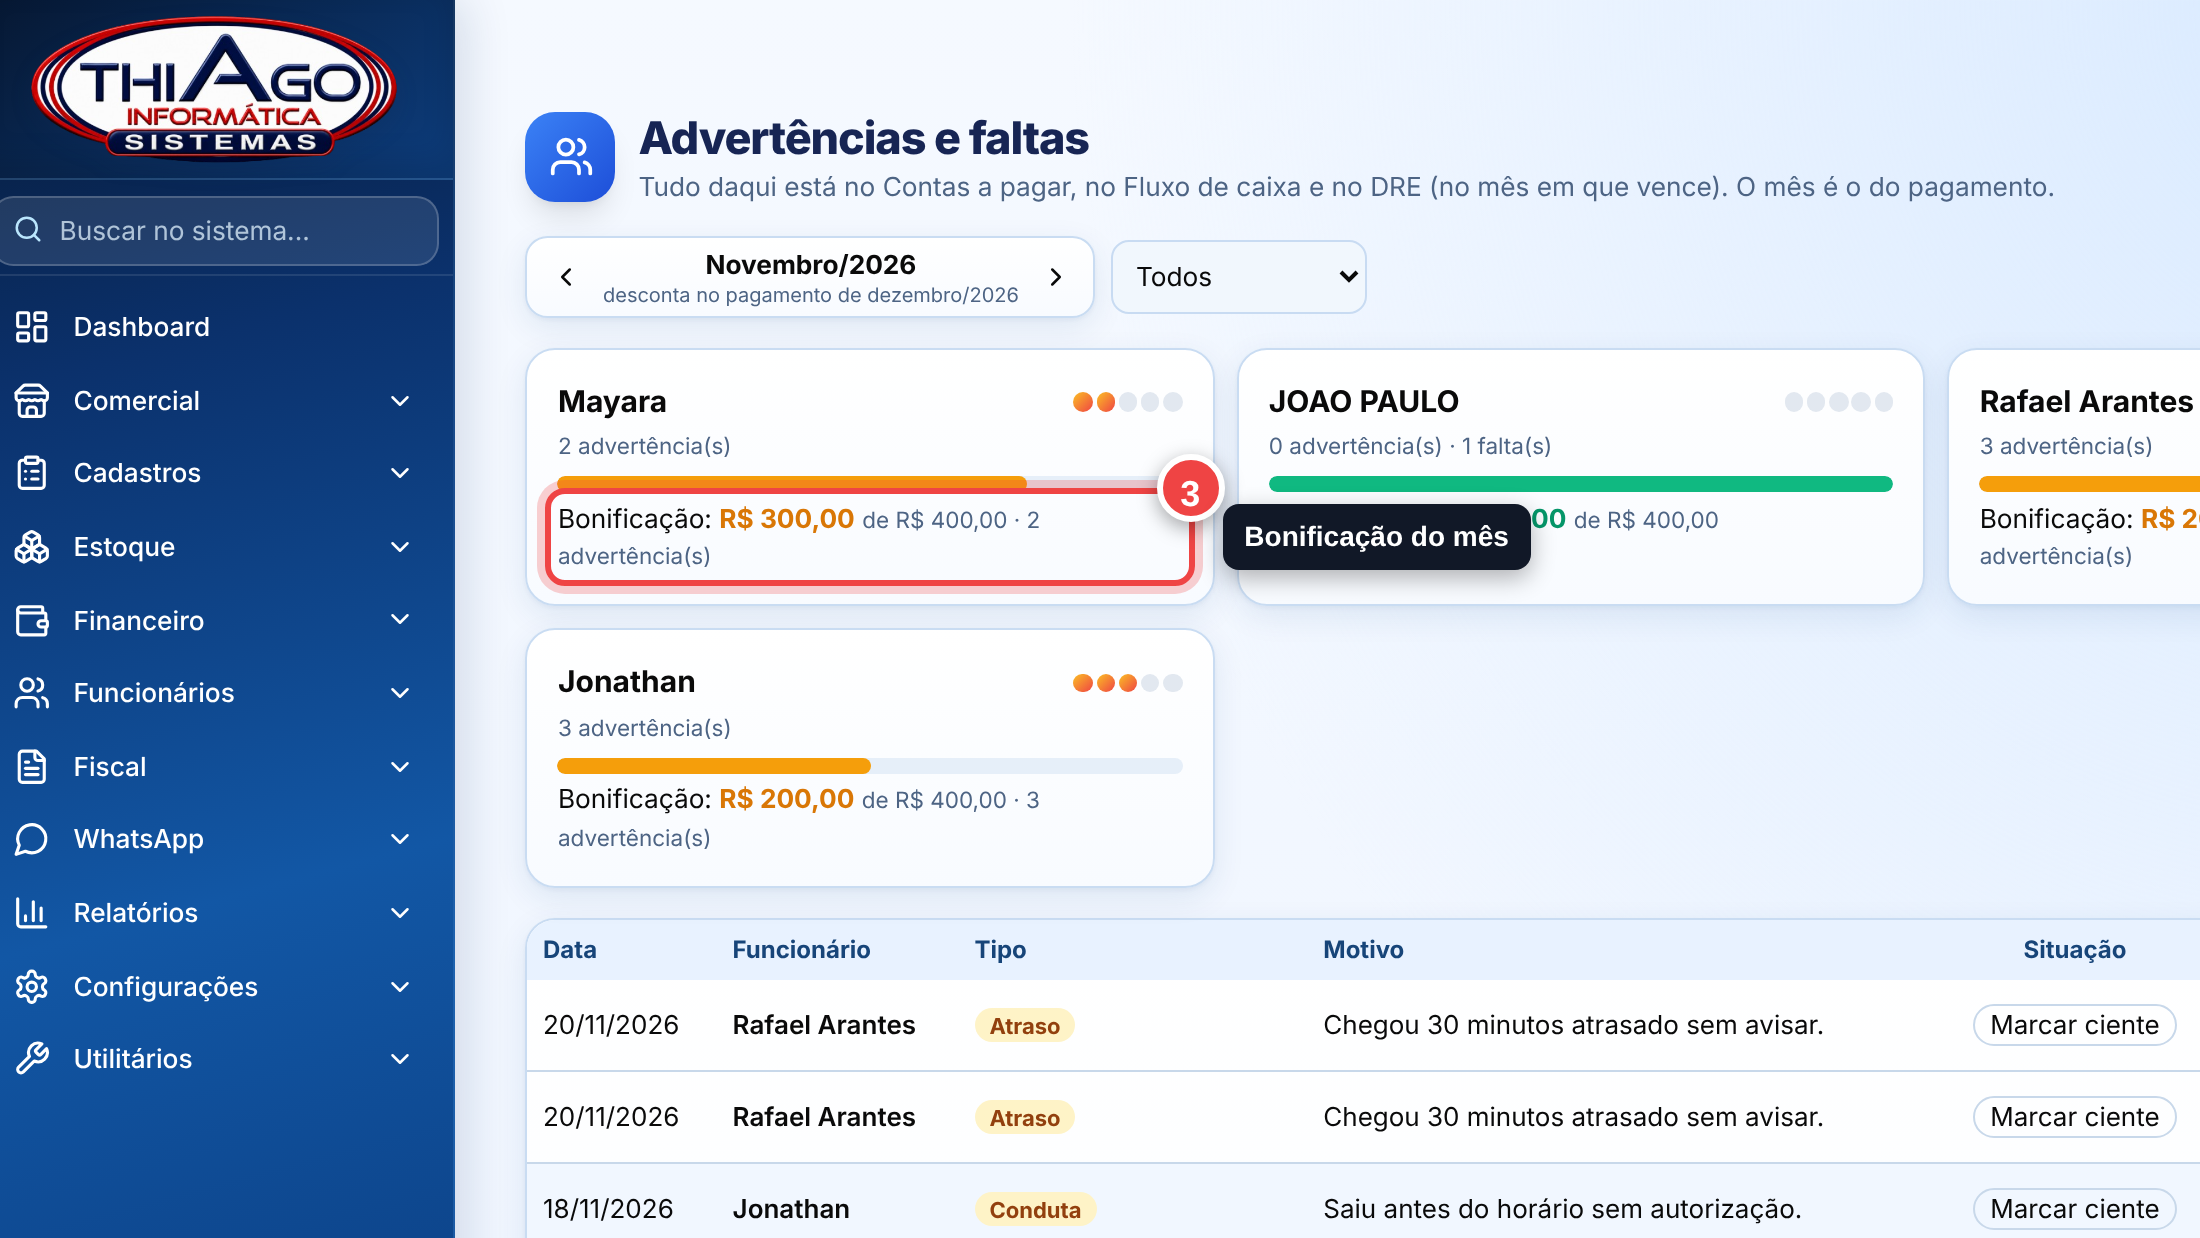 THIAGO
INFORMÁTICA
SISTEMAS
Buscar no sistema...
Dashboard
Comercial
Cadastros
Estoque
Financeiro
Funcionários
Fiscal
WhatsApp
Relatórios
Configurações
Utilitários
Advertências e faltas
Tudo daqui está no Contas a pagar, no Fluxo de caixa e no DRE (no mês em que vence). O mês é o do pagamento.
Novembro/2026
desconta no pagamento de dezembro/2026
Todos
Mayara
2 advertência(s)
Bonificação: R$ 300,00 de R$ 400,00 · 2
advertência(s)
3
Bonificação do mês
JOAO PAULO
0 advertência(s) · 1 falta(s)
00 de R$ 400,00
Rafael Arantes
3 advertência(s)
Bonificação: R$ 2
advertência(s)
Jonathan
3 advertência(s)
Bonificação: R$ 200,00 de R$ 400,00 · 3
advertência(s)
Data Funcionário Tipo Motivo Situação
20/11/2026 Rafael Arantes Atraso Chegou 30 minutos atrasado sem avisar. Marcar ciente
20/11/2026 Rafael Arantes Atraso Chegou 30 minutos atrasado sem avisar. Marcar ciente
18/11/2026 Jonathan Conduta Saiu antes do horário sem autorização. Marcar ciente